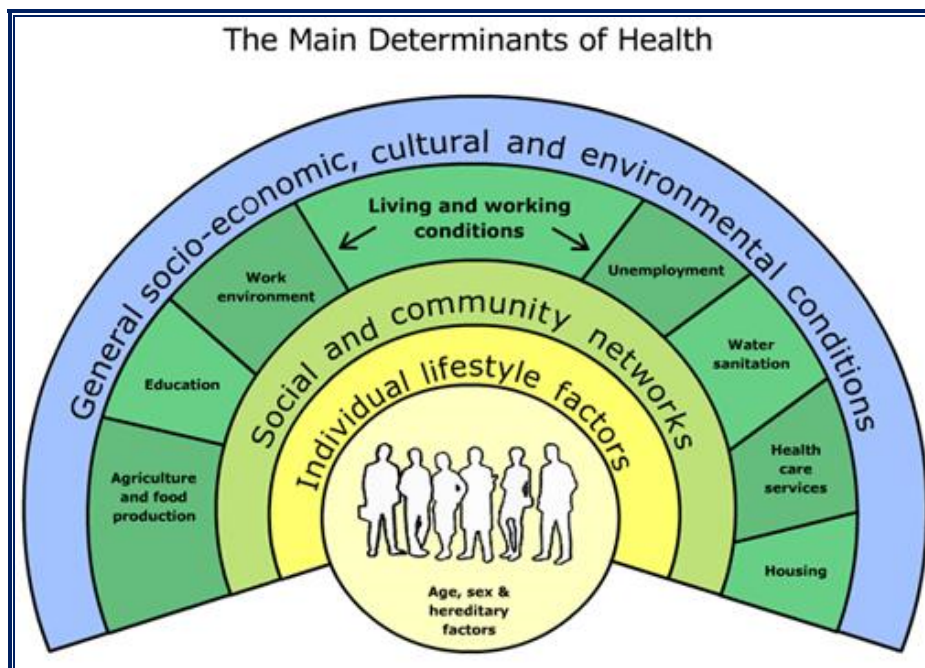 The Main Determinants of Health
General socio-economic, cultural and environmental conditions
Living and working
conditions
Work
environment
Unemployment
Education
Water
sanitation
Agriculture
and food
production
Health
care
services
Housing
Social and community networks
Individual lifestyle factors
Age, sex &
hereditary
factors